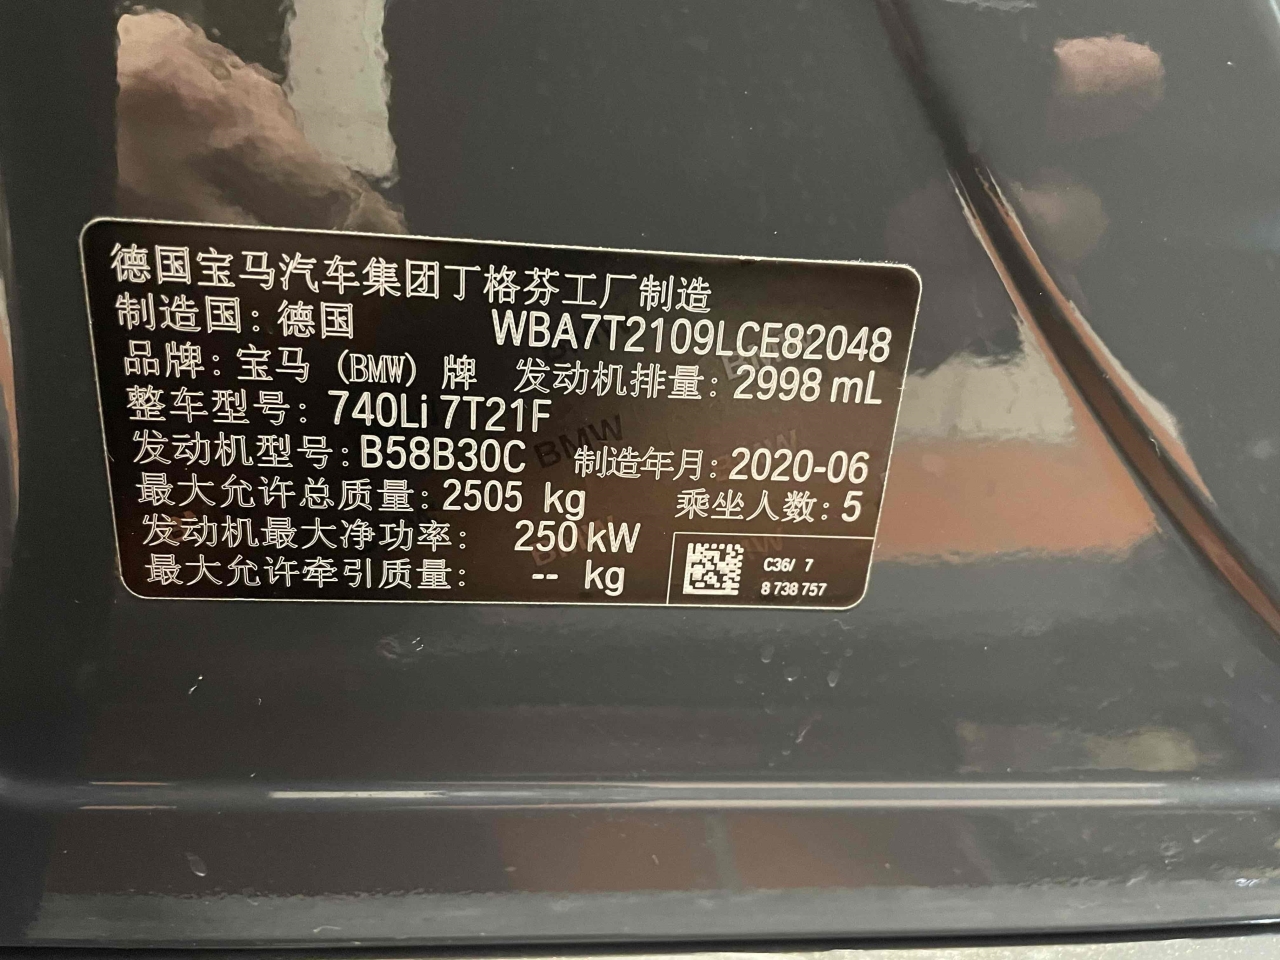 德国宝马汽车集团丁格芬工厂制造
制造国：德国 WBA7T2109LCE82048
品牌：宝马 (BMW) 牌 发动机排量：2998 mL
整车型号：740Li 7T21F
发动机型号：B58B30C 制造年月：2020-06
最大允许总质量：2505 kg 乘坐人数：5
发动机最大净功率： 250 kW
最大允许牵引质量： -- kg
C36/ 7
8 738 757
BMW